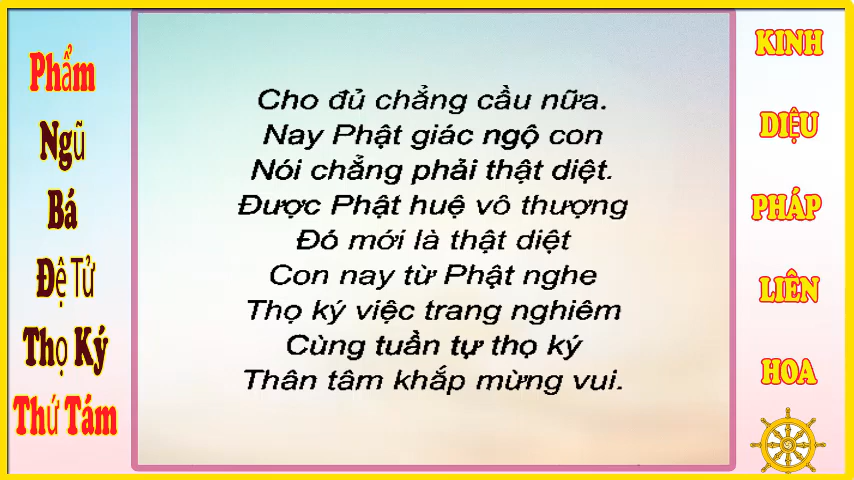 Phẩm
Ngũ
Bá
Đệ Tử
Thọ Ký
Thứ Tám
Cho đủ chẳng cầu nữa.
Nay Phật giác ngộ con
Nói chẳng phải thật diệt.
Được Phật huệ vô thượng
Đó mới là thật diệt
Con nay từ Phật nghe
Thọ ký việc trang nghiêm
Cùng tuần tự thọ ký
Thân tâm khắp mừng vui.
KINH
DIỆU
PHÁP
LIÊN
HOA